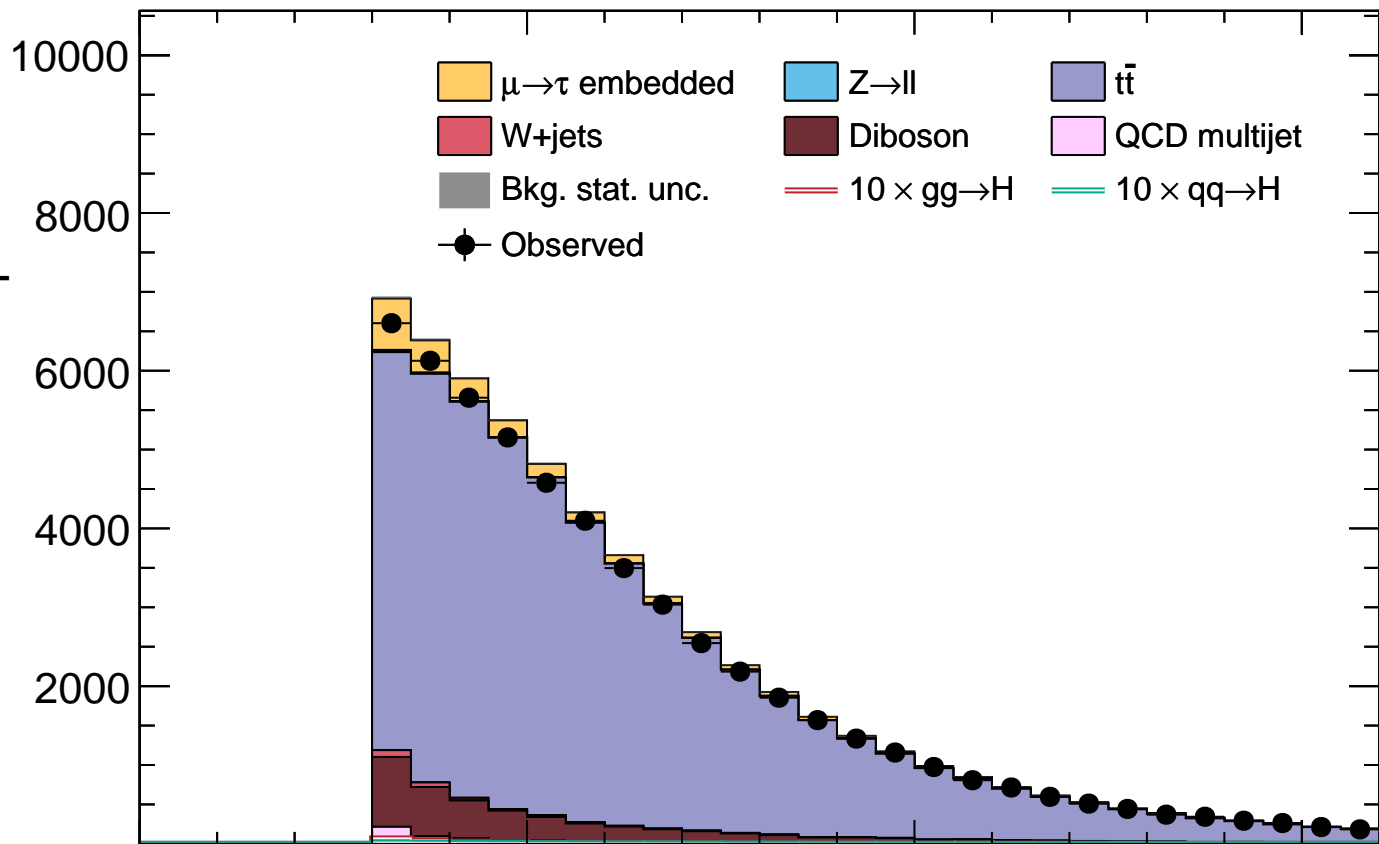 10000
μ→τ embedded Z→ll tt̄
W+jets Diboson QCD multijet
Bkg. stat. unc. 10 × gg→H 10 × qq→H
Observed
8000
6000
4000
2000